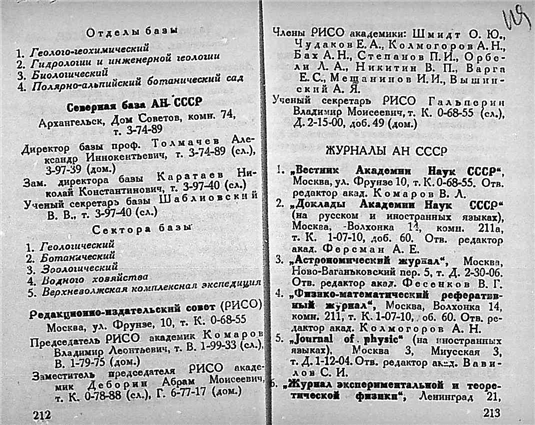 Отделы базы
1. Геолого-геохимический
2. Гидрологии и инженерной геологии
3. Биологический
4. Полярно-альпийский ботанический сад
Северная база АН СССР
Архангельск, Дом Советов, комн. 74,
т. 3-74-89
Директор базы проф. Толмачев Але-
ксандр Иннокентьевич, т. 3-74-89 (сл.),
3-97-39 (дом.)
Зам. директора базы Каратаев Ни-
колай Константинович, т. 3-97-40 (сл.)
Ученый секретарь базы Шаблиовский
В. В., т. 3-97-40 (сл.)
Сектора базы
1. Геологический
2. Ботанический
3. Зоологический
4. Водного хозяйства
5. Верхневолжская комплексная экспедиция
Редакционно-издательский совет (РИСО)
Москва, ул. Фрунзе, 10, т. К 0-68-55
Председатель РИСО академик Комаров
Владимир Леонтьевич, т. В 1-99-33 (сл.),
В 1-79-75 (дом.)
Заместитель председателя РИСО акаде-
мик Деборин Абрам Моисеевич,
т. К 0-78-88 (сл.), Г 6-77-17 (дом.)
212
Члены РИСО академики: Шмидт О. Ю.,
Чудаков Е. А., Колмогоров А. Н.,
Бах А. Н., Степанов П. И., Орбе-
ли Л. А., Никитин В. П., Варга
Е. С., Мещанинов И. И., Вышин-
ский А. Я.
Ученый секретарь РИСО Гальперин
Владимир Моисеевич, т. К 0-68-55 (сл.),
Д. 2-15-00, доб. 49 (дом.)
ЖУРНАЛЫ АН СССР
1. „Вестник Академии Наук СССР“,
Москва, ул. Фрунзе 10, т. К. 0-68-55. Отв.
редактор акад. Комаров В. Л.
2. „Доклады Академии Наук СССР“
(на русском и иностранных языках),
Москва, Волхонка 14, комн. 211а,
т. К. 1-07-10, доб. 60. Отв. редактор
акад. Ферсман А. Е.
3. „Астрономический журнал“, Москва,
Ново-Ваганьковский пер. 5, т. Д. 2-30-06.
Отв. редактор акад. Фесенков В. Г.
4. „Физико-математический реферативный
журнал“, Москва, Волхонка 14,
комн. 211, т. К. 1-07-10, доб. 60. Отв. ре-
дактор акад. Колмогоров А. Н.
5. „Journal of physic“ (на иностранных
языках), Москва 3, Миусская 3,
т. Д. 1-12-04. Отв. редактор акад. Вави-
лов С. И.
6. „Журнал экспериментальной и теоре-
тической физики“, Ленинград 21,
213